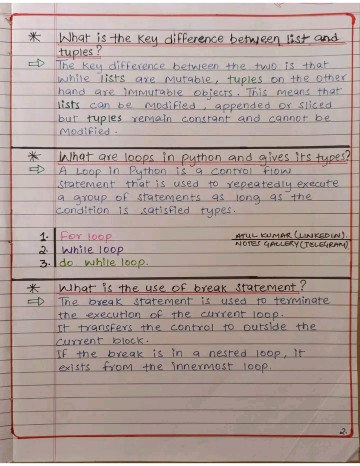 * What is the key difference between list and
tuples?
⇨ The key difference between the two is that
while lists are mutable, tuples on the other
hand are immutable objects. This means that
lists can be modified, appended or sliced
but tuples remain constant and cannot be
modified.
* What are loops in python and gives its types?
⇨ A Loop in Python is a control flow
statement that is used to repeatedly execute
a group of statements as long as the
condition is satisfied types.
1. For loop
2. While loop
3. do. while loop.
ATUL KUMAR (LINKEDIN).
NOTES GALLERY (TELEGRAM)
* What is the use of break statement?
⇨ The break statement is used to terminate
the execution of the current loop.
It transfers the control to outside the
current block.
If the break is in a nested loop, it
exists from the innermost loop.
2.